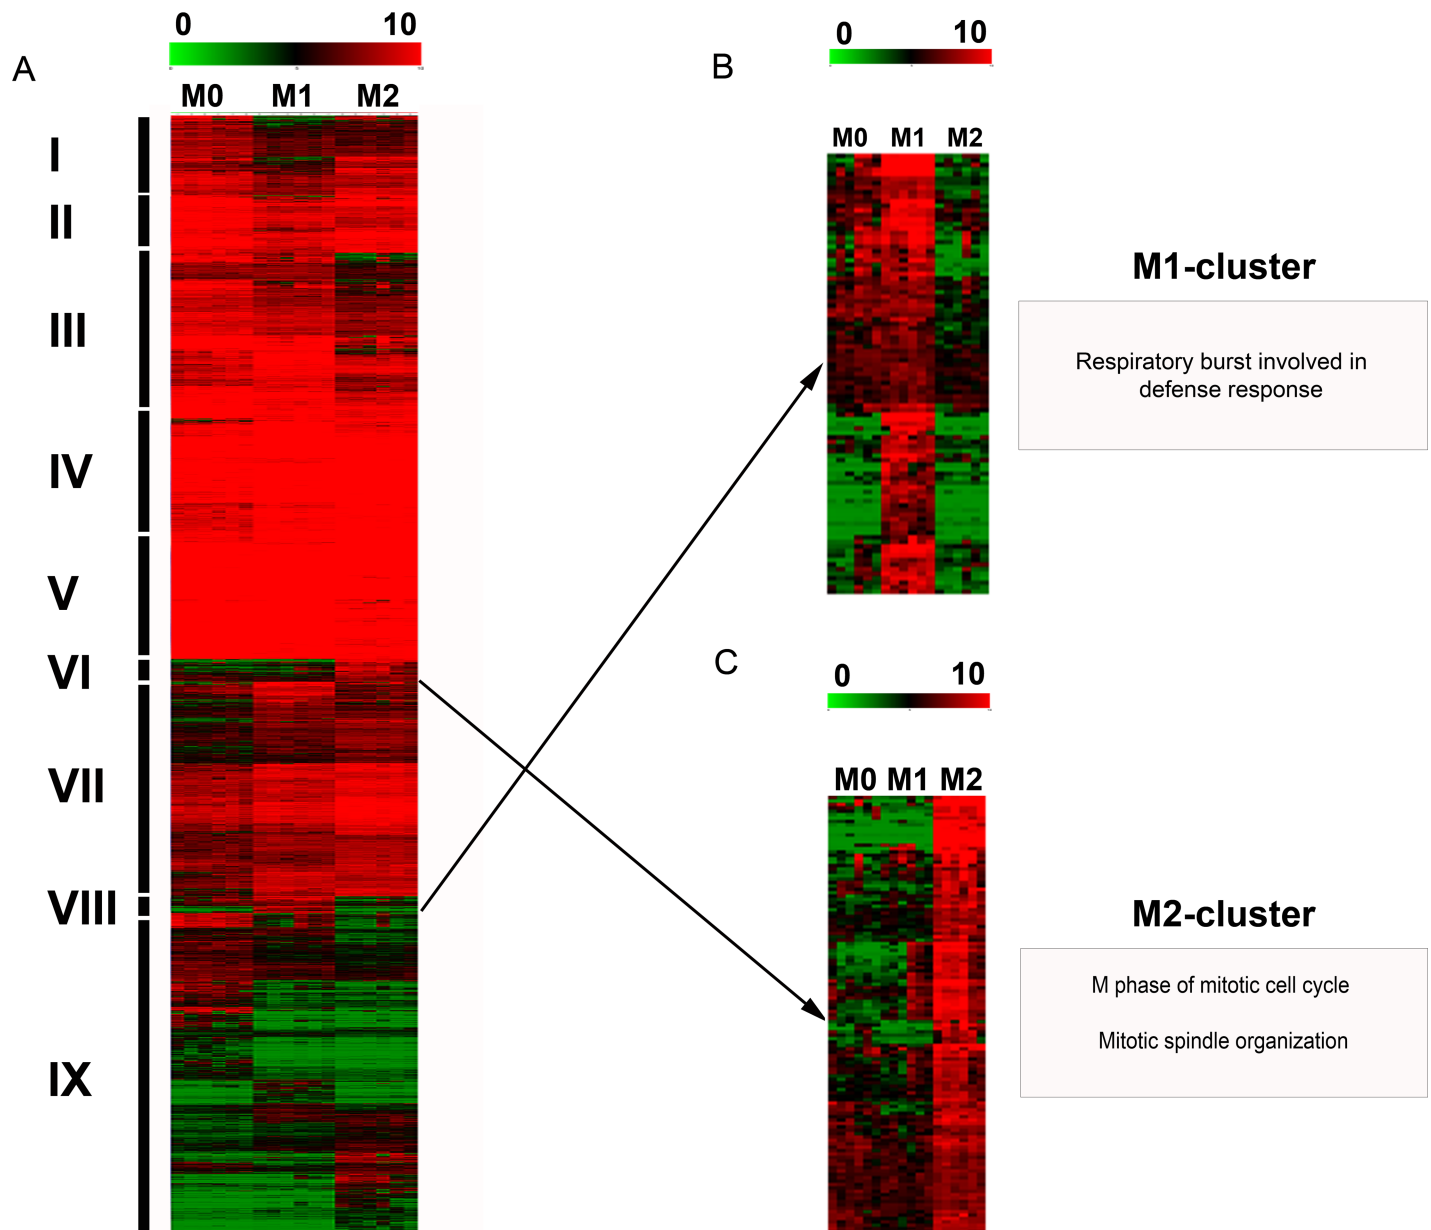 A
0 10
M0 M1 M2
I
II
III
IV
V
VI
VII
VIII
IX
B
0 10
M0 M1 M2
M1-cluster
Respiratory burst involved in
defense response
C
0 10
M0 M1 M2
M2-cluster
M phase of mitotic cell cycle
Mitotic spindle organization